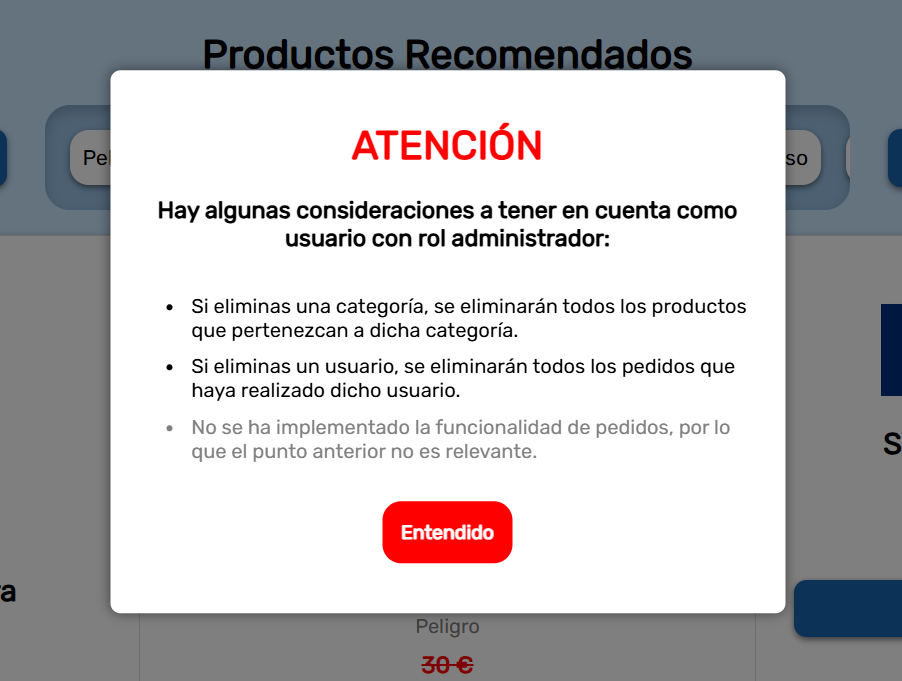 Productos Recomendados
ATENCIÓN
Hay algunas consideraciones a tener en cuenta como
usuario con rol administrador:
• Si eliminas una categoría, se eliminarán todos los productos
que pertenezcan a dicha categoría.
• Si eliminas un usuario, se eliminarán todos los pedidos que
haya realizado dicho usuario.
• No se ha implementado la funcionalidad de pedidos, por lo
que el punto anterior no es relevante.
Entendido
Peligro
30 €